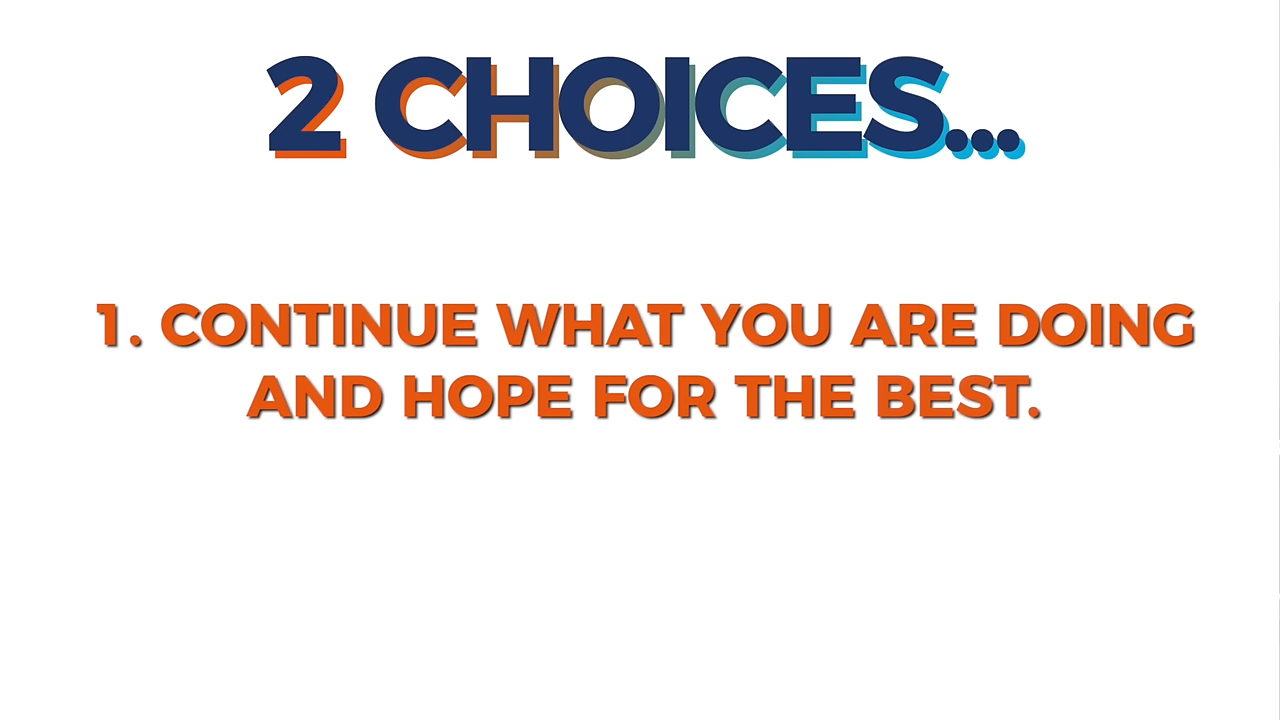 2 CHOICES...
1. CONTINUE WHAT YOU ARE DOING
AND HOPE FOR THE BEST.